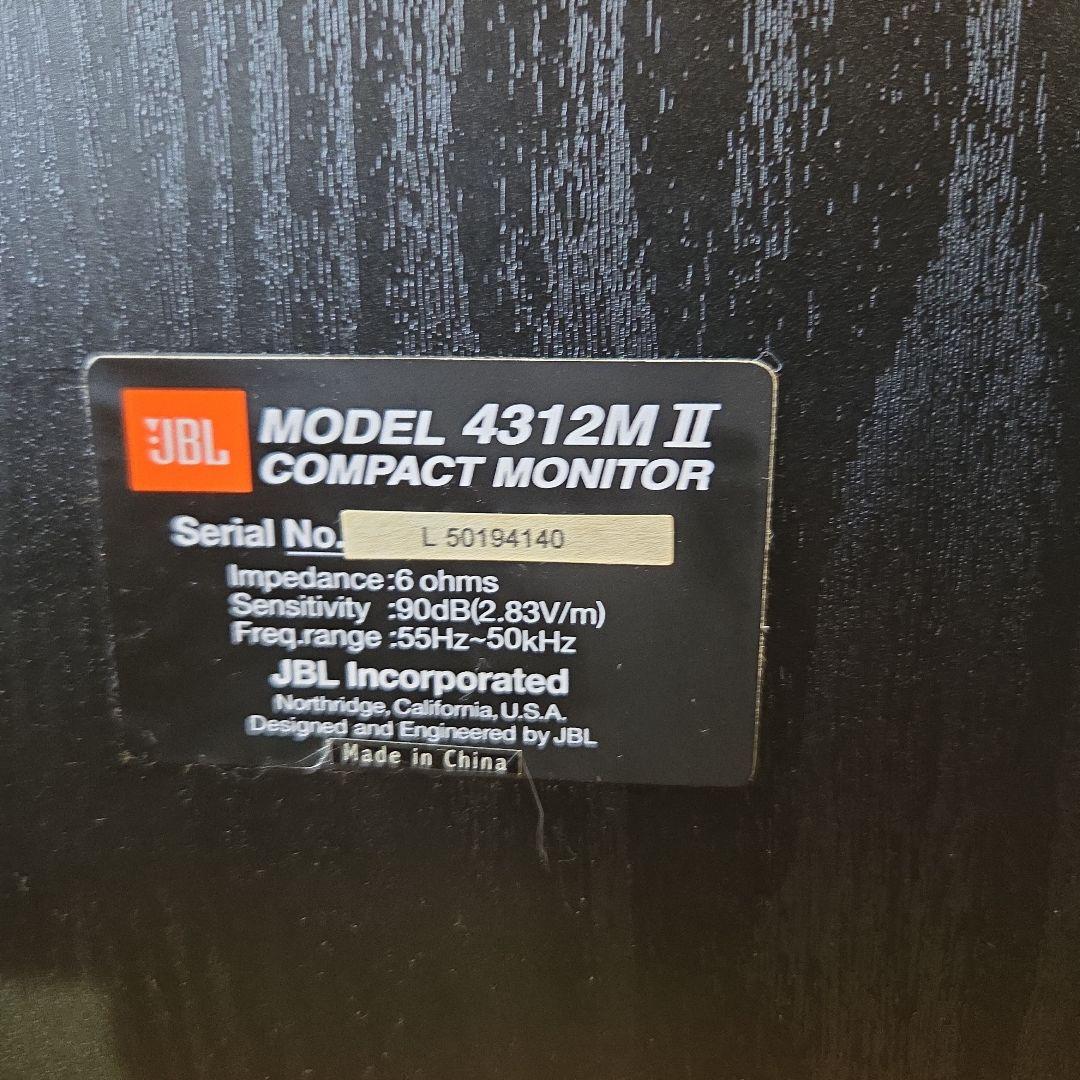 JBL
MODEL 4312M II
COMPACT MONITOR
Serial No. L 50194140
Impedance :6 ohms
Sensitivity :90dB(2.83V/m)
Freq.range :55Hz~50kHz
JBL Incorporated
Northridge, California, U.S.A.
Designed and Engineered by JBL
Made in China